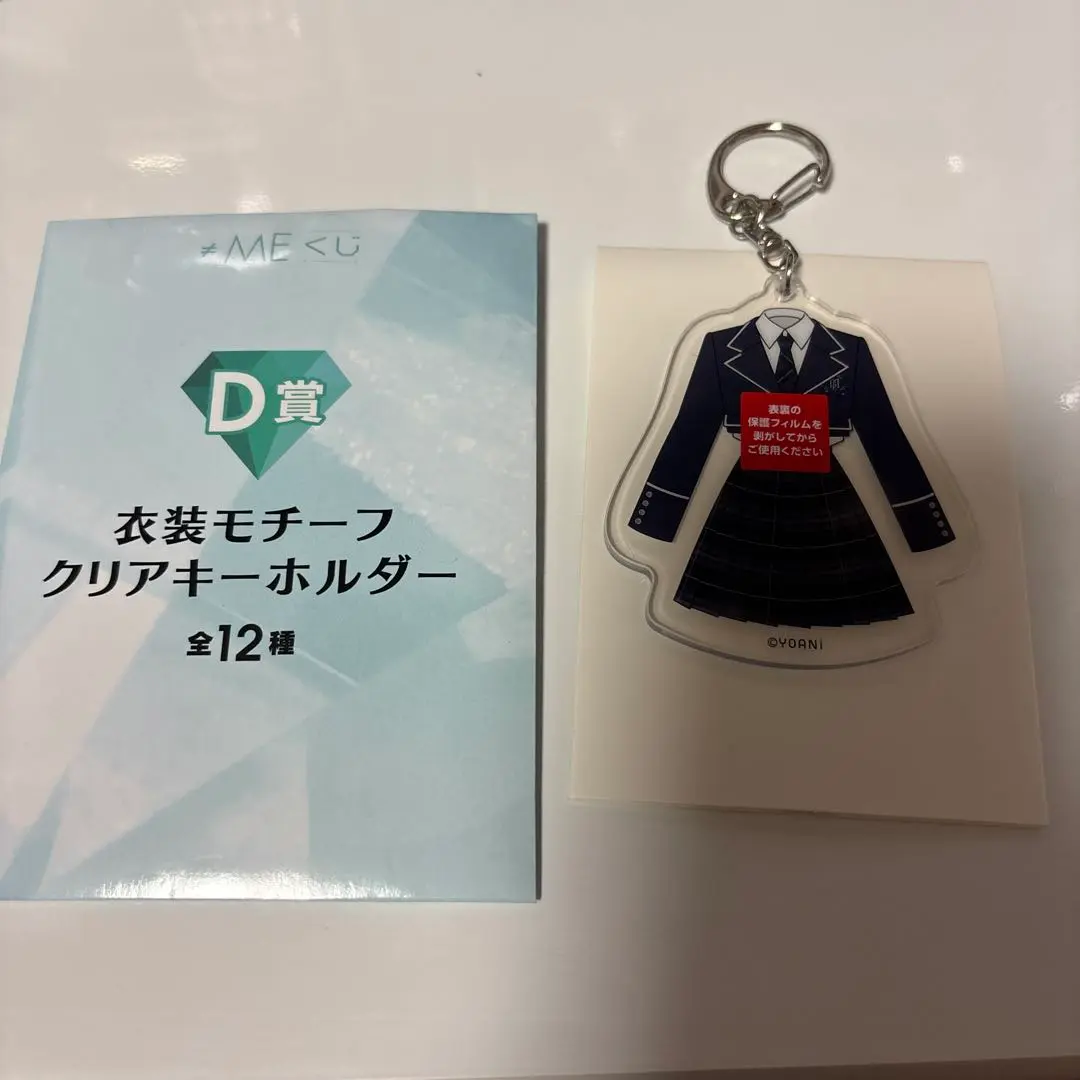 ≠MEくじ
D賞
衣装モチーフ
クリアキーホルダー
全12種
表裏の
保護フィルムを
剥がしてから
ご使用ください
©YOANI